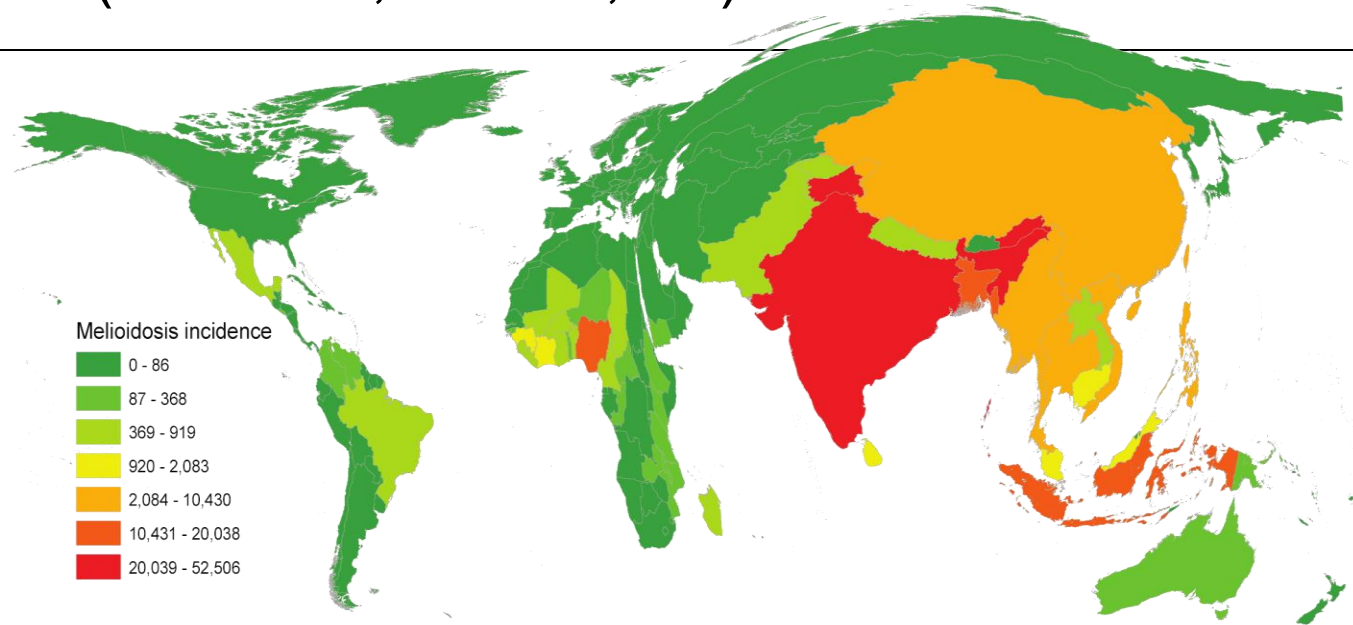 Melioidosis incidence
0 - 86
87 - 368
369 - 919
920 - 2,083
2,084 - 10,430
10,431 - 20,038
20,039 - 52,506